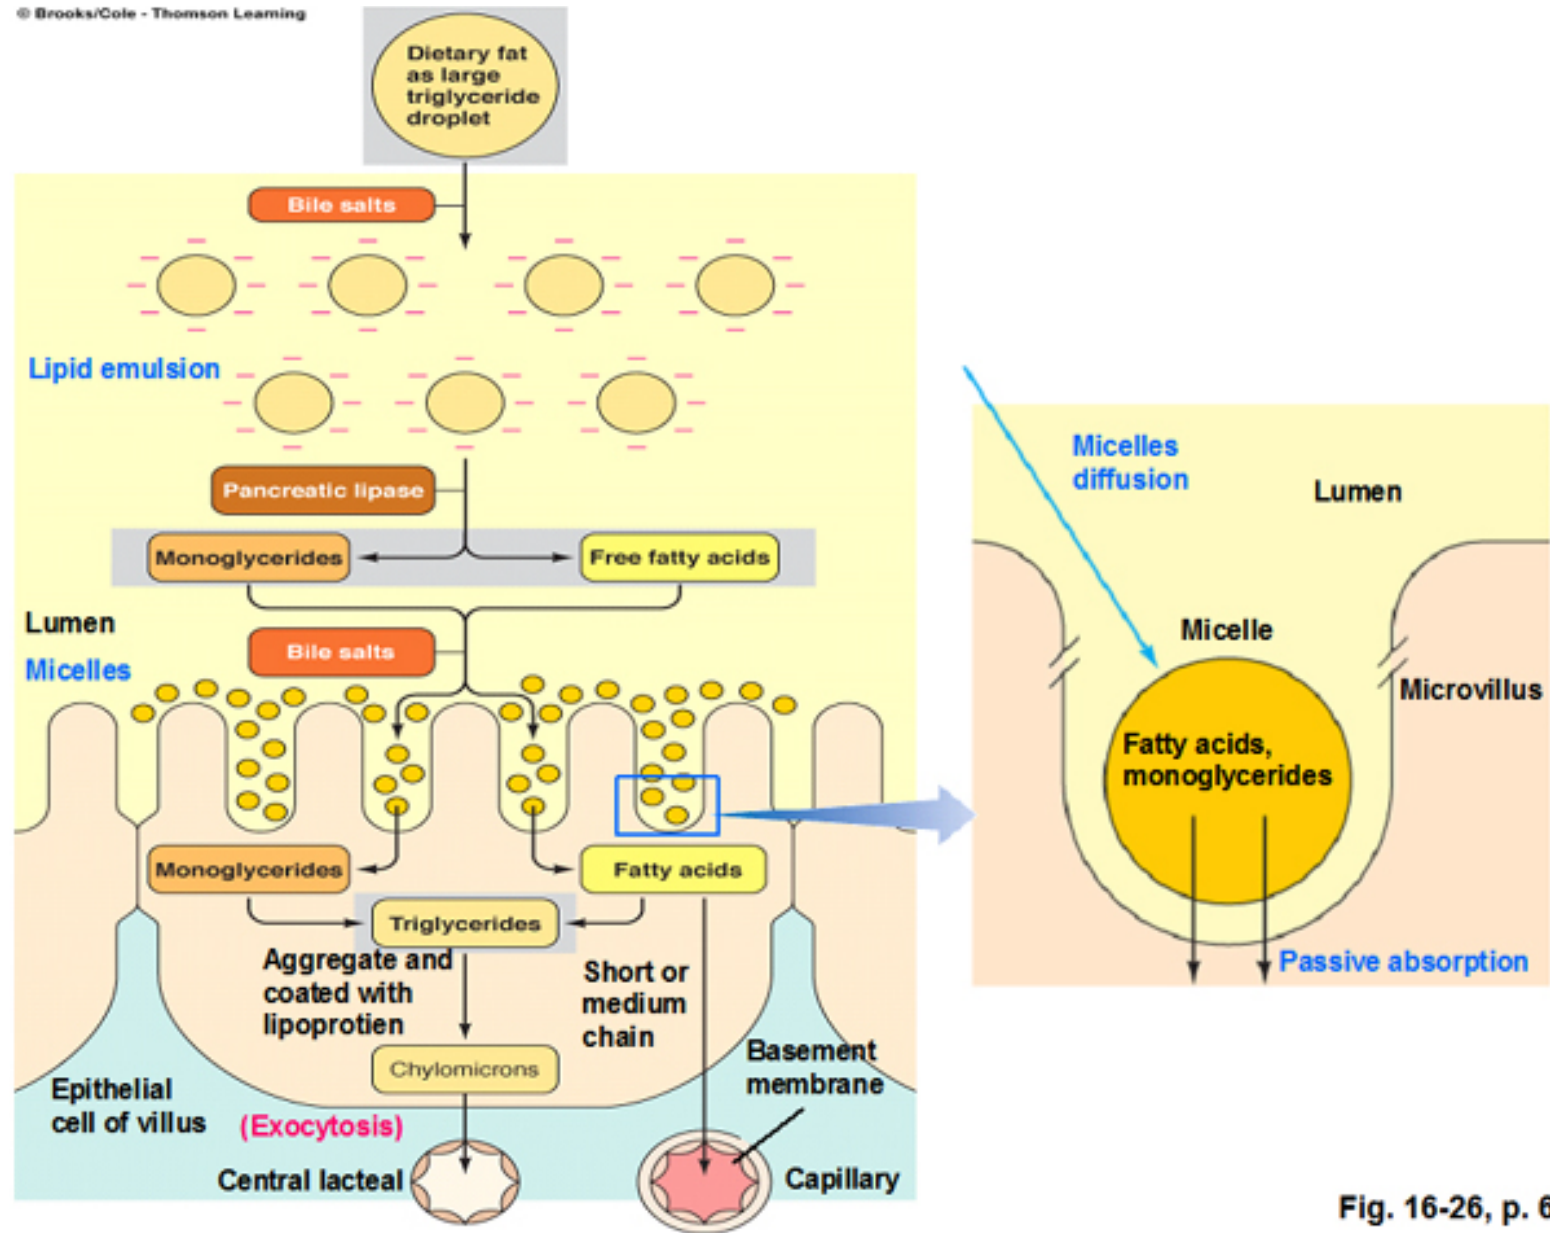 © Brooks/Cole - Thomson Learning
Dietary fat
as large
triglyceride
droplet
Bile salts
Lipid emulsion
Pancreatic lipase
Monoglycerides
Free fatty acids
Lumen
Bile salts
Micelles
Monoglycerides
Fatty acids
Triglycerides
Aggregate and
coated with
lipoprotien
Short or
medium
chain
Chylomicrons
Basement
membrane
Epithelial
cell of villus
(Exocytosis)
Central lacteal
Capillary
Micelles
diffusion
Lumen
Micelle
Microvillus
Fatty acids,
monoglycerides
Passive absorption
Fig. 16-26, p. 6